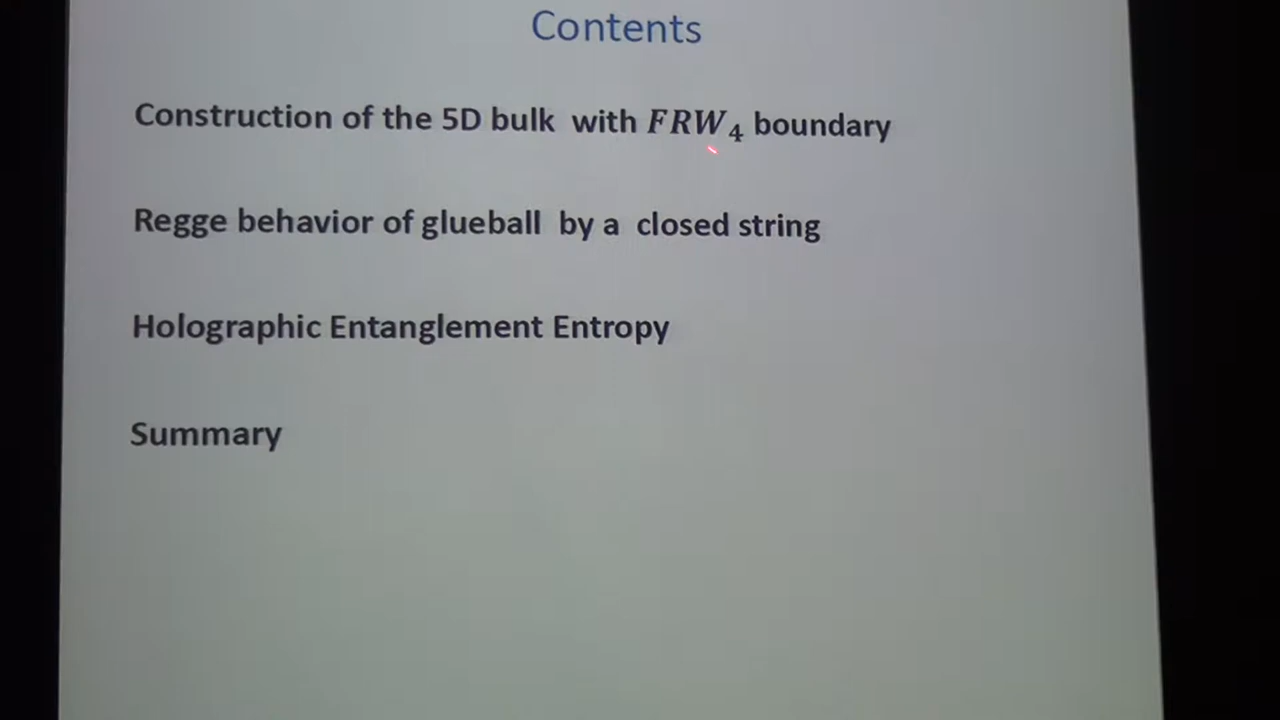 Contents
Construction of the 5D bulk with FRW₄ boundary
Regge behavior of glueball by a closed string
Holographic Entanglement Entropy
Summary